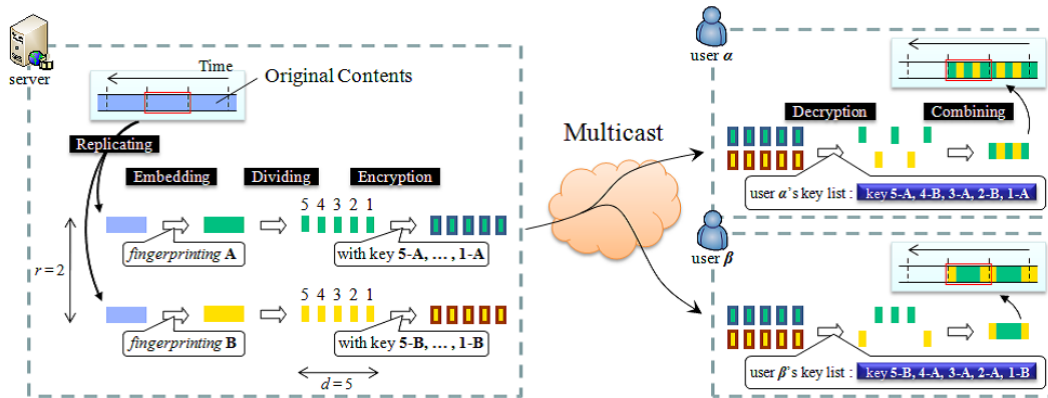 server
Time
Original Contents
Replicating
Embedding
Dividing
Encryption
5 4 3 2 1
fingerprinting A
with key 5-A, … , 1-A
r = 2
5 4 3 2 1
fingerprinting B
with key 5-B, … , 1-B
d = 5
Multicast
user α
Decryption
Combining
user α's key list :
key 5-A, 4-B, 3-A, 2-B, 1-A
user β
user β's key list :
key 5-B, 4-A, 3-A, 2-A, 1-B